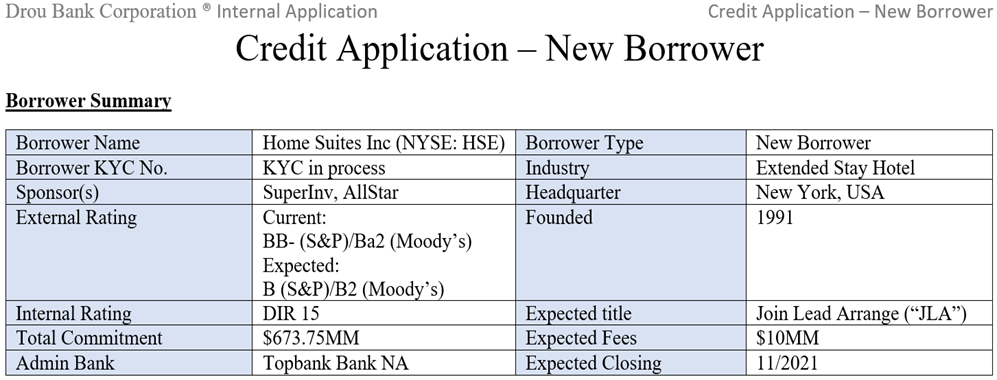 Drou Bank Corporation ® Internal Application Credit Application – New Borrower
Credit Application – New Borrower
Borrower Summary
Borrower Name Home Suites Inc (NYSE: HSE) Borrower Type New Borrower
Borrower KYC No. KYC in process Industry Extended Stay Hotel
Sponsor(s) SuperInv, AllStar Headquarter New York, USA
External Rating Current: Founded 1991
BB- (S&P)/Ba2 (Moody's)
Expected:
B (S&P)/B2 (Moody's)
Internal Rating DIR 15 Expected title Join Lead Arrange (“JLA”)
Total Commitment $673.75MM Expected Fees $10MM
Admin Bank Topbank Bank NA Expected Closing 11/2021